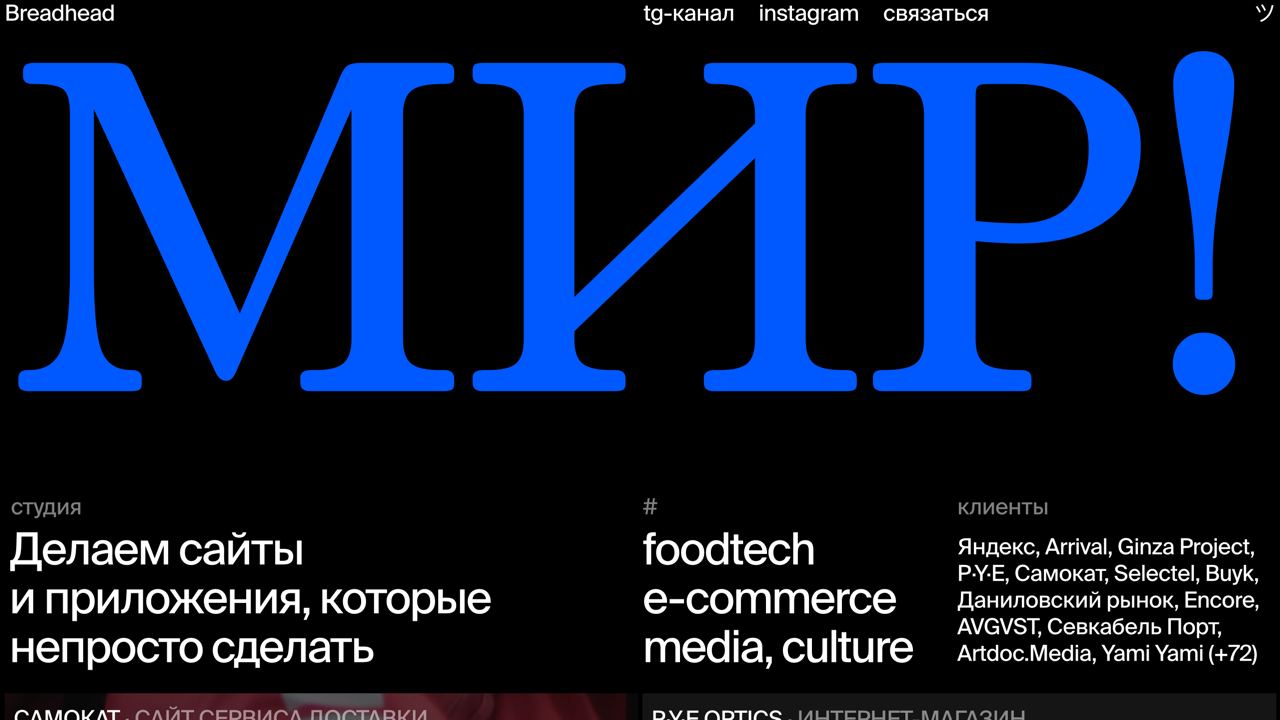 Breadhead
tg-канал instagram связаться ツ
МИР!
студия
Делаем сайты
и приложения, которые
непросто сделать
#
foodtech
e-commerce
media, culture
клиенты
Яндекс, Arrival, Ginza Project,
P·Y·E, Самокат, Selectel, Buyk,
Даниловский рынок, Encore,
AVGVST, Севкабель Порт,
Artdoc.Media, Yami Yami (+72)
САМОКАТ · САЙТ СЕРВИСА ДОСТАВКИ
P·Y·E OPTICS · ИНТЕРНЕТ-МАГАЗИН